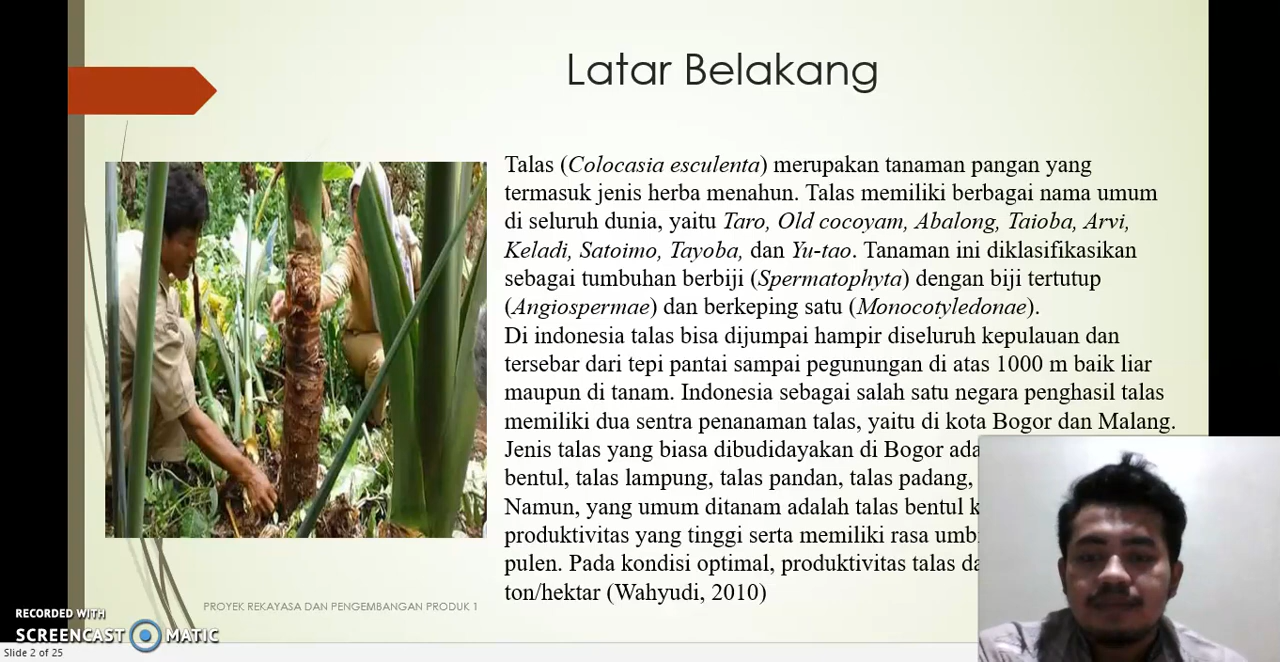 Latar Belakang
Talas (Colocasia esculenta) merupakan tanaman pangan yang
termasuk jenis herba menahun. Talas memiliki berbagai nama umum
di seluruh dunia, yaitu Taro, Old cocoyam, Abalong, Taioba, Arvi,
Keladi, Satoimo, Tayoba, dan Yu-tao. Tanaman ini diklasifikasikan
sebagai tumbuhan berbiji (Spermatophyta) dengan biji tertutup
(Angiospermae) dan berkeping satu (Monocotyledonae).
Di indonesia talas bisa dijumpai hampir diseluruh kepulauan dan
tersebar dari tepi pantai sampai pegunungan di atas 1000 m baik liar
maupun di tanam. Indonesia sebagai salah satu negara penghasil talas
memiliki dua sentra penanaman talas, yaitu di kota Bogor dan Malang.
Jenis talas yang biasa dibudidayakan di Bogor
bentul, talas lampung, talas pandan, talas padang,
Namun, yang umum ditanam adalah talas bentul
produktivitas yang tinggi serta memiliki rasa
pulen. Pada kondisi optimal, produktivitas talas
ton/hektar (Wahyudi, 2010)
PROYEK REKAYASA DAN PENGEMBANGAN PRODUK 1
RECORDED WITH
SCREENCAST MATIC
Slide 2 of 25